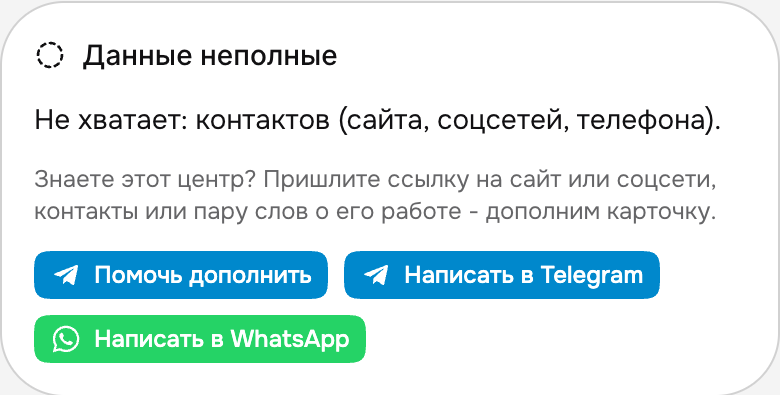 Данные неполные
Не хватает: контактов (сайта, соцсетей, телефона).
Знаете этот центр? Пришлите ссылку на сайт или соцсети,
контакты или пару слов о его работе - дополним карточку.
Помочь дополнить
Написать в Telegram
Написать в WhatsApp